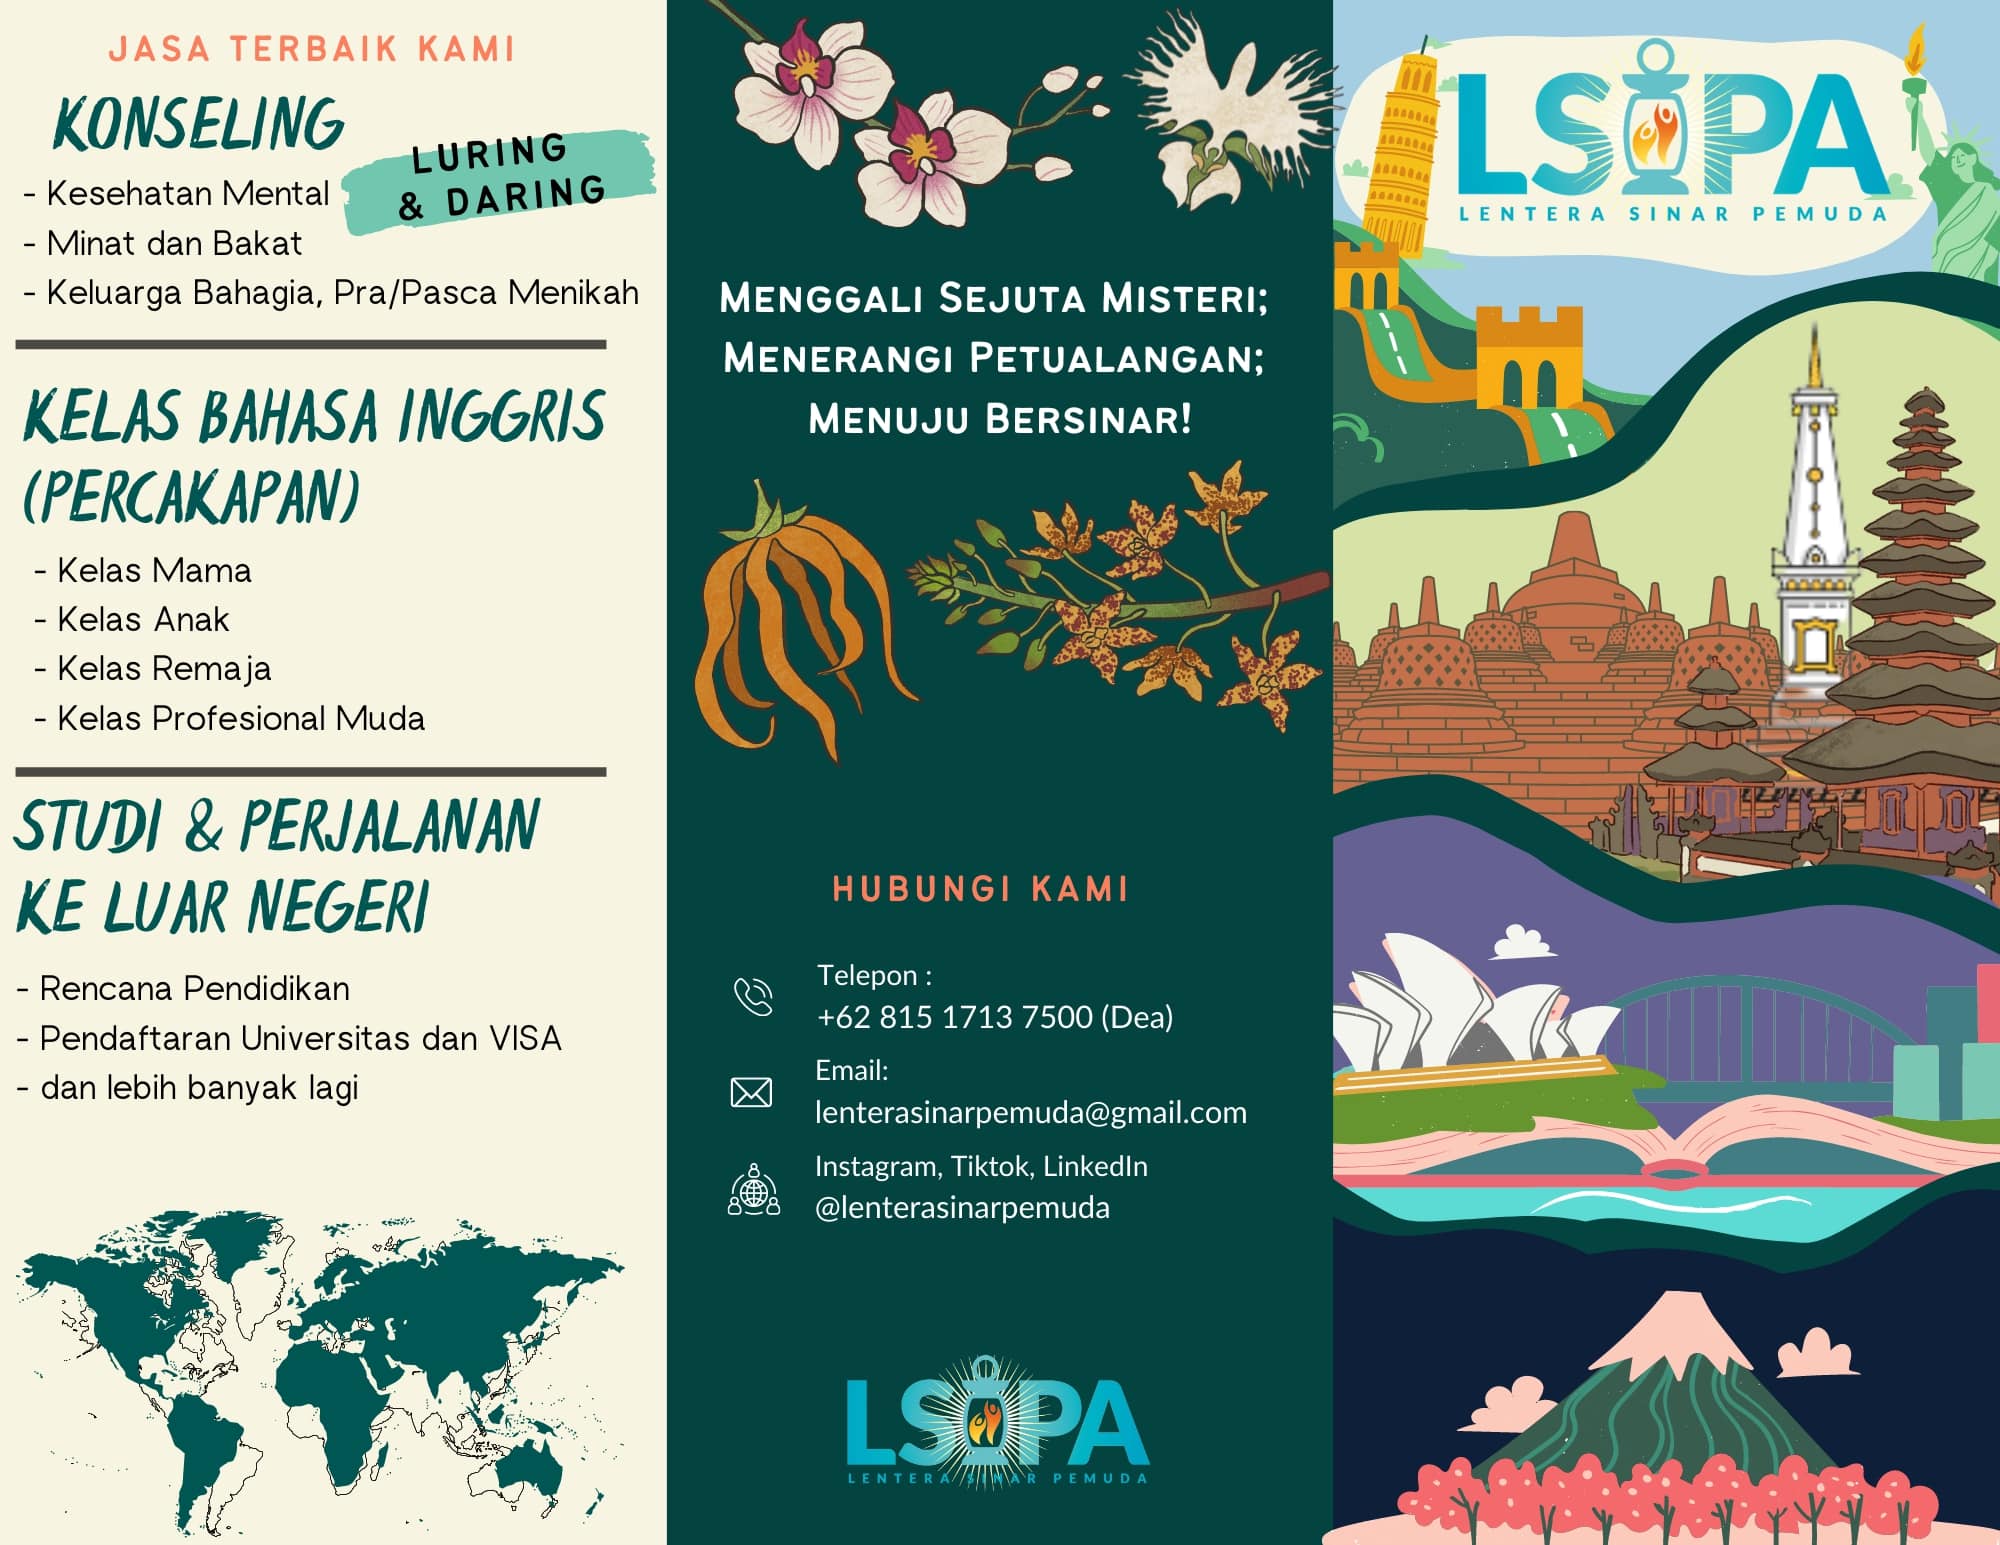 JASA TERBAIK KAMI
KONSELING
LURING
& DARING
- Kesehatan Mental
- Minat dan Bakat
- Keluarga Bahagia, Pra/Pasca Menikah
KELAS BAHASA INGGRIS
(PERCAKAPAN)
- Kelas Mama
- Kelas Anak
- Kelas Remaja
- Kelas Profesional Muda
STUDI & PERJALANAN
KE LUAR NEGERI
- Rencana Pendidikan
- Pendaftaran Universitas dan VISA
- dan lebih banyak lagi
MENGGALI SEJUTA MISTERI;
MENERANGI PETUALANGAN;
MENUJU BERSINAR!
HUBUNGI KAMI
Telepon :
+62 815 1713 7500 (Dea)
Email:
lenterasinarpemuda@gmail.com
Instagram, Tiktok, LinkedIn
@lenterasinarpemuda
LSIPA
LENTERA SINAR PEMUDA
LSIPA
LENTERA SINAR PEMUDA